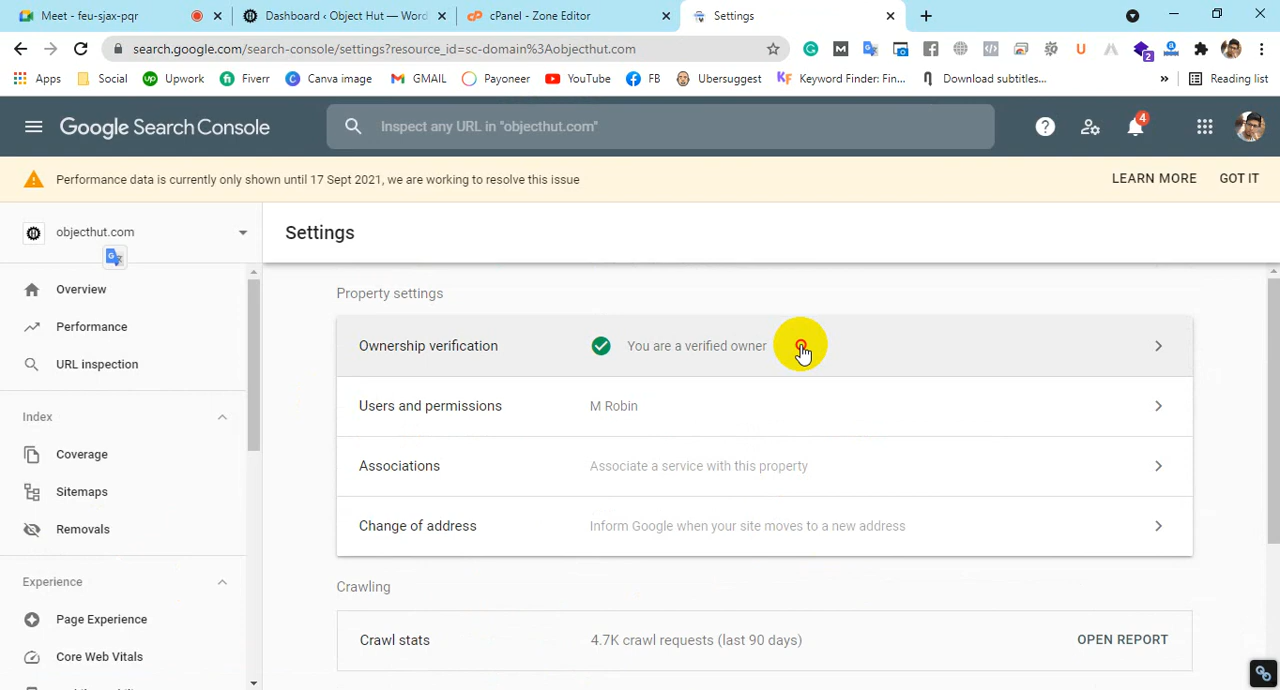 Meet - feu-sjax-pqr
Dashboard ‹ Object Hut — Word
cPanel - Zone Editor
Settings
search.google.com/search-console/settings?resource_id=sc-domain%3Aobjecthut.com
Apps
Social
Upwork
Fiverr
Canva image
GMAIL
Payoneer
YouTube
FB
Ubersuggest
Keyword Finder: Fin...
Download subtitles...
»
Reading list
Google Search Console
Inspect any URL in "objecthut.com"
4
Performance data is currently only shown until 17 Sept 2021, we are working to resolve this issue
LEARN MORE
GOT IT
objecthut.com
Settings
Overview
Performance
URL inspection
Index
Coverage
Sitemaps
Removals
Experience
Page Experience
Core Web Vitals
Property settings
Ownership verification
You are a verified owner
Users and permissions
M Robin
Associations
Associate a service with this property
Change of address
Inform Google when your site moves to a new address
Crawling
Crawl stats
4.7K crawl requests (last 90 days)
OPEN REPORT